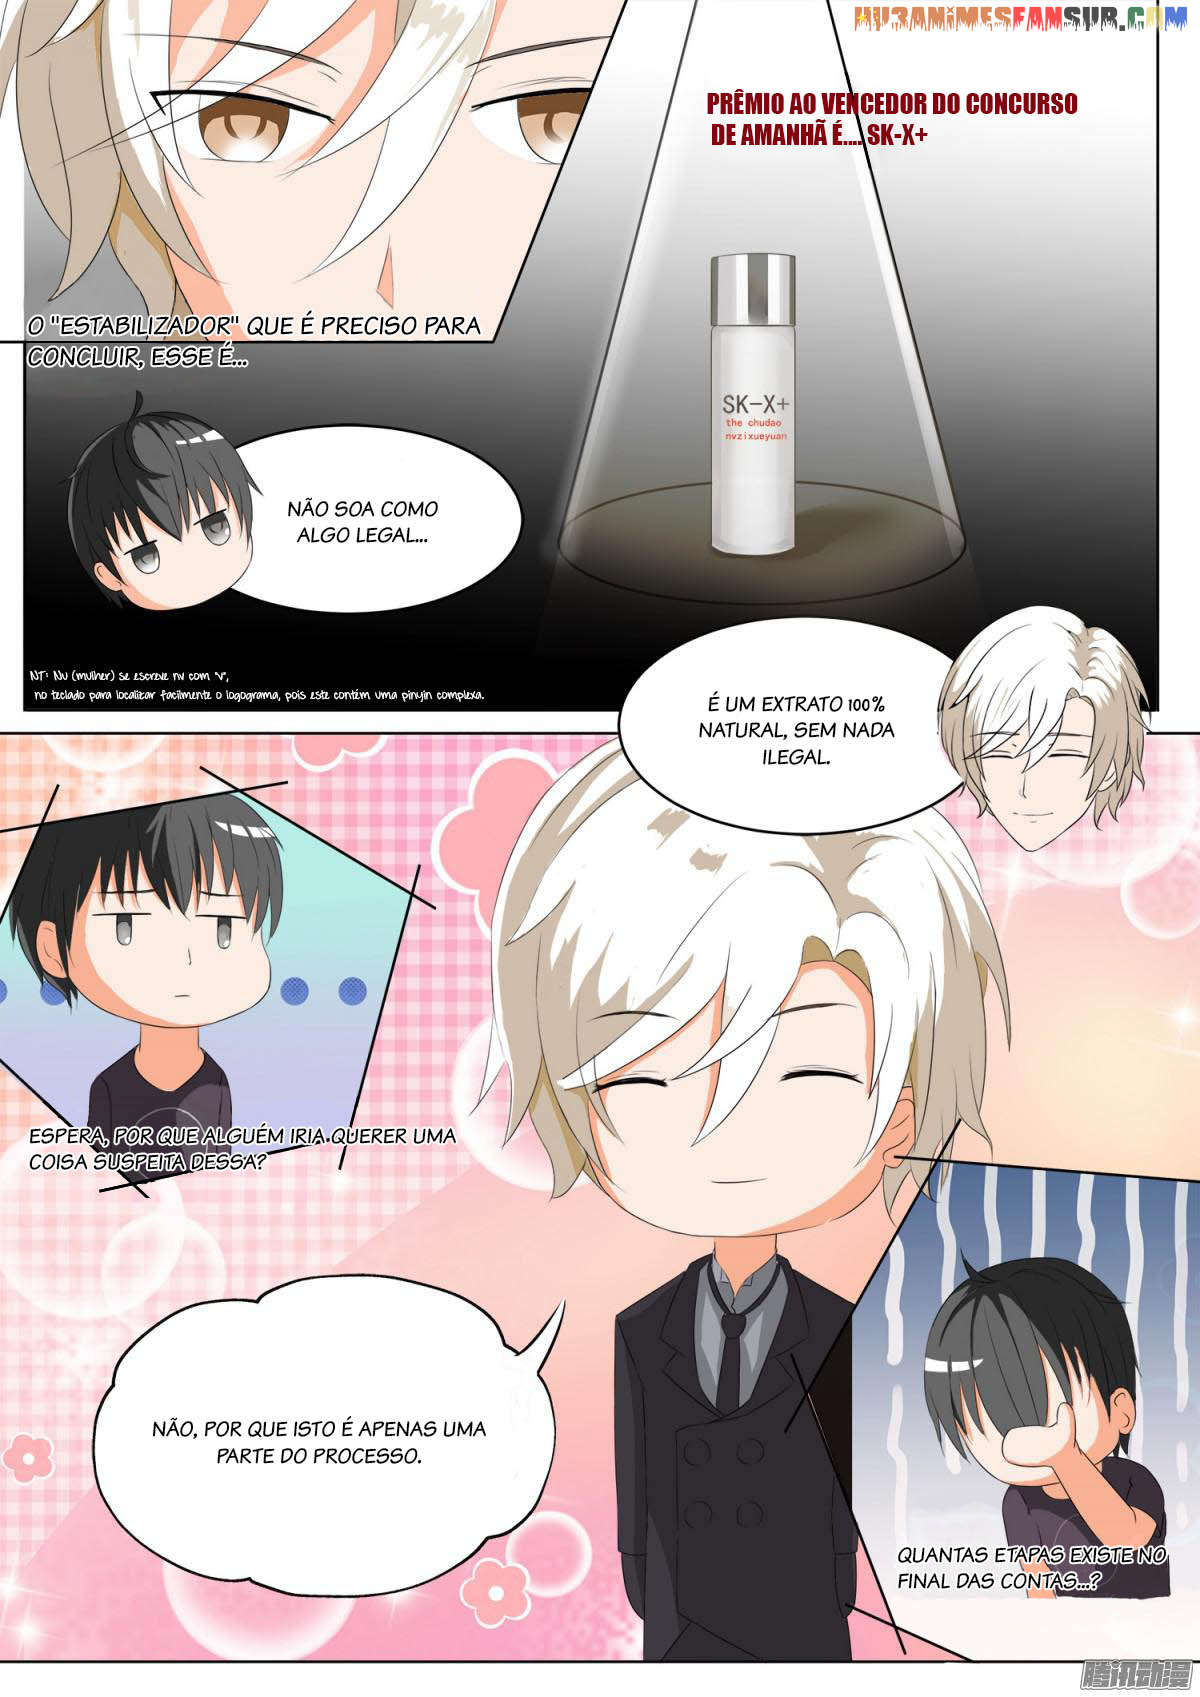 HU3ANIMESFANSUB.COM
PRÊMIO AO VENCEDOR DO CONCURSO
DE AMANHÃ É.... SK-X+
O "ESTABILIZADOR" QUE É PRECISO PARA
CONCLUIR, ESSE É...
SK-X+
the chudao
nvzixueyuan
NÃO SOA COMO
ALGO LEGAL...
NT: Nu (mulher) se escreve nv com "v",
no teclado para localizar facilmente o logograma, pois este contém uma pinyin complexa.
É UM EXTRATO 100%
NATURAL, SEM NADA
ILEGAL.
ESPERA, POR QUE ALGUÉM IRIA QUERER UMA
COISA SUSPEITA DESSA?
NÃO, POR QUE ISTO É APENAS UMA
PARTE DO PROCESSO.
QUANTAS ETAPAS EXISTE NO
FINAL DAS CONTAS...?
腾讯动漫